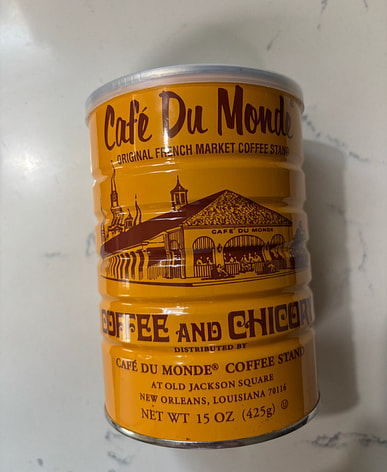 Café Du Monde
ORIGINAL FRENCH MARKET COFFEE STAND
CAFE DU MONDE
COFFEE AND CHICORY
DISTRIBUTED BY
CAFÉ DU MONDE® COFFEE STAND
AT OLD JACKSON SQUARE
NEW ORLEANS, LOUISIANA 70116
NET WT 15 OZ (425g) Ⓤ